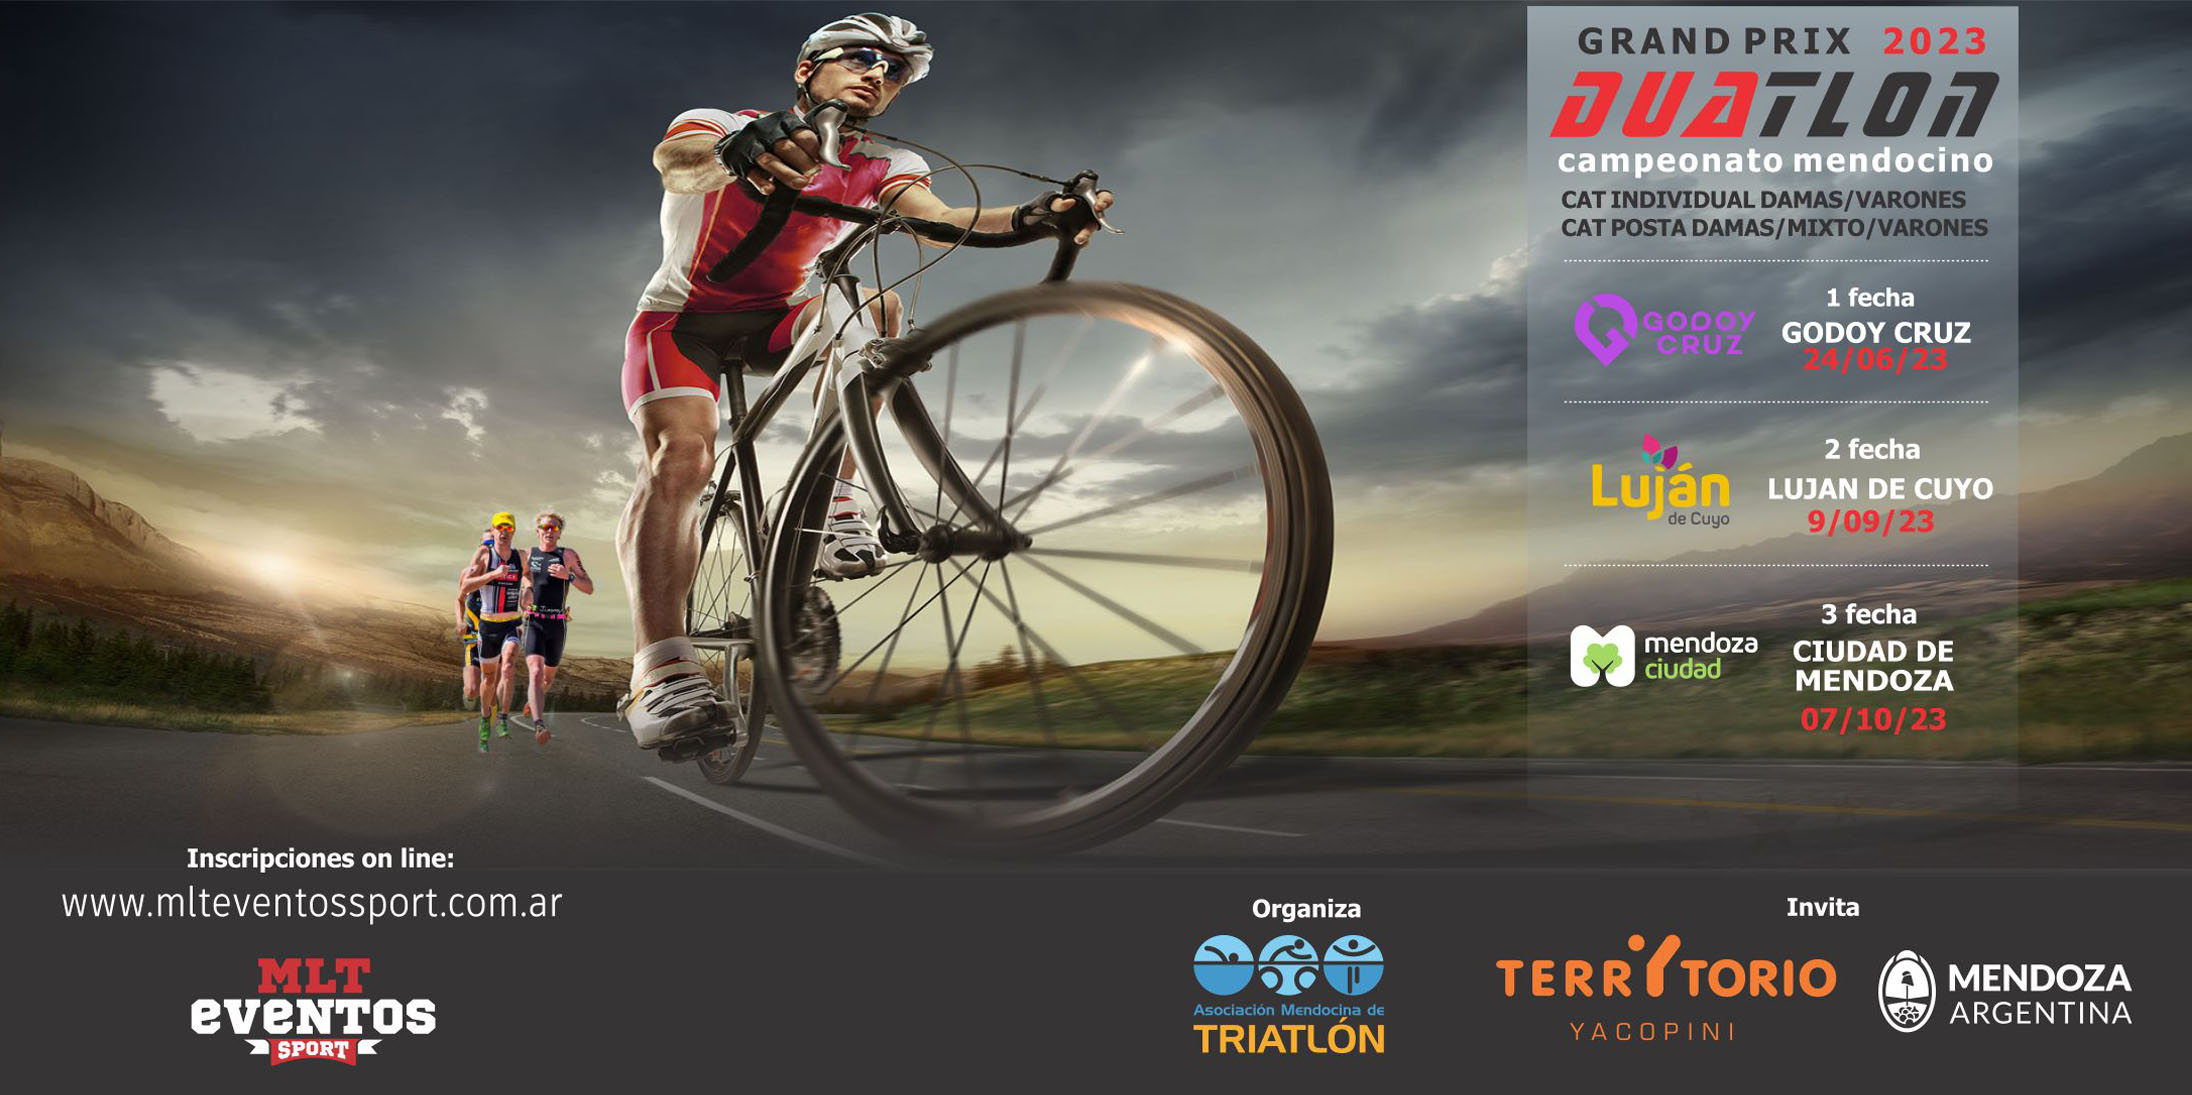 GRAND PRIX 2023
DUATLON
campeonato mendocino
CAT INDIVIDUAL DAMAS/VARONES
CAT POSTA DAMAS/MIXTO/VARONES
GODOY
CRUZ
1 fecha
GODOY CRUZ
24/06/23
Luján
de Cuyo
2 fecha
LUJAN DE CUYO
9/09/23
mendoza
ciudad
3 fecha
CIUDAD DE
MENDOZA
07/10/23
Inscripciones on line:
www.mlteventossport.com.ar
MLT
eventos
SPORT
Organiza
Asociación Mendocina de
TRIATLÓN
Invita
TERRYTORIO
YACOPINI
MENDOZA
ARGENTINA